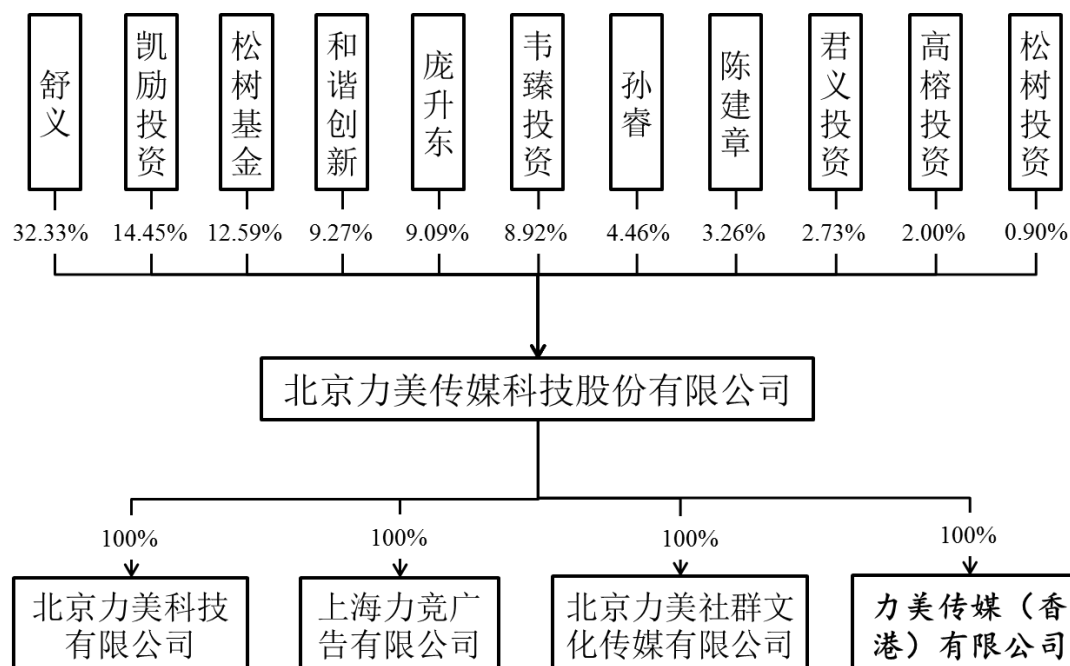 舒义
凯励投资
松树基金
和谐创新
庞升东
韦臻投资
孙睿
陈建章
君义投资
高榕投资
松树投资
32.33%
14.45%
12.59%
9.27%
9.09%
8.92%
4.46%
3.26%
2.73%
2.00%
0.90%
北京力美传媒科技股份有限公司
100%
100%
100%
100%
北京力美科技
有限公司
上海力竞广
告有限公司
北京力美社群文
化传媒有限公司
力美传媒（香
港）有限公司